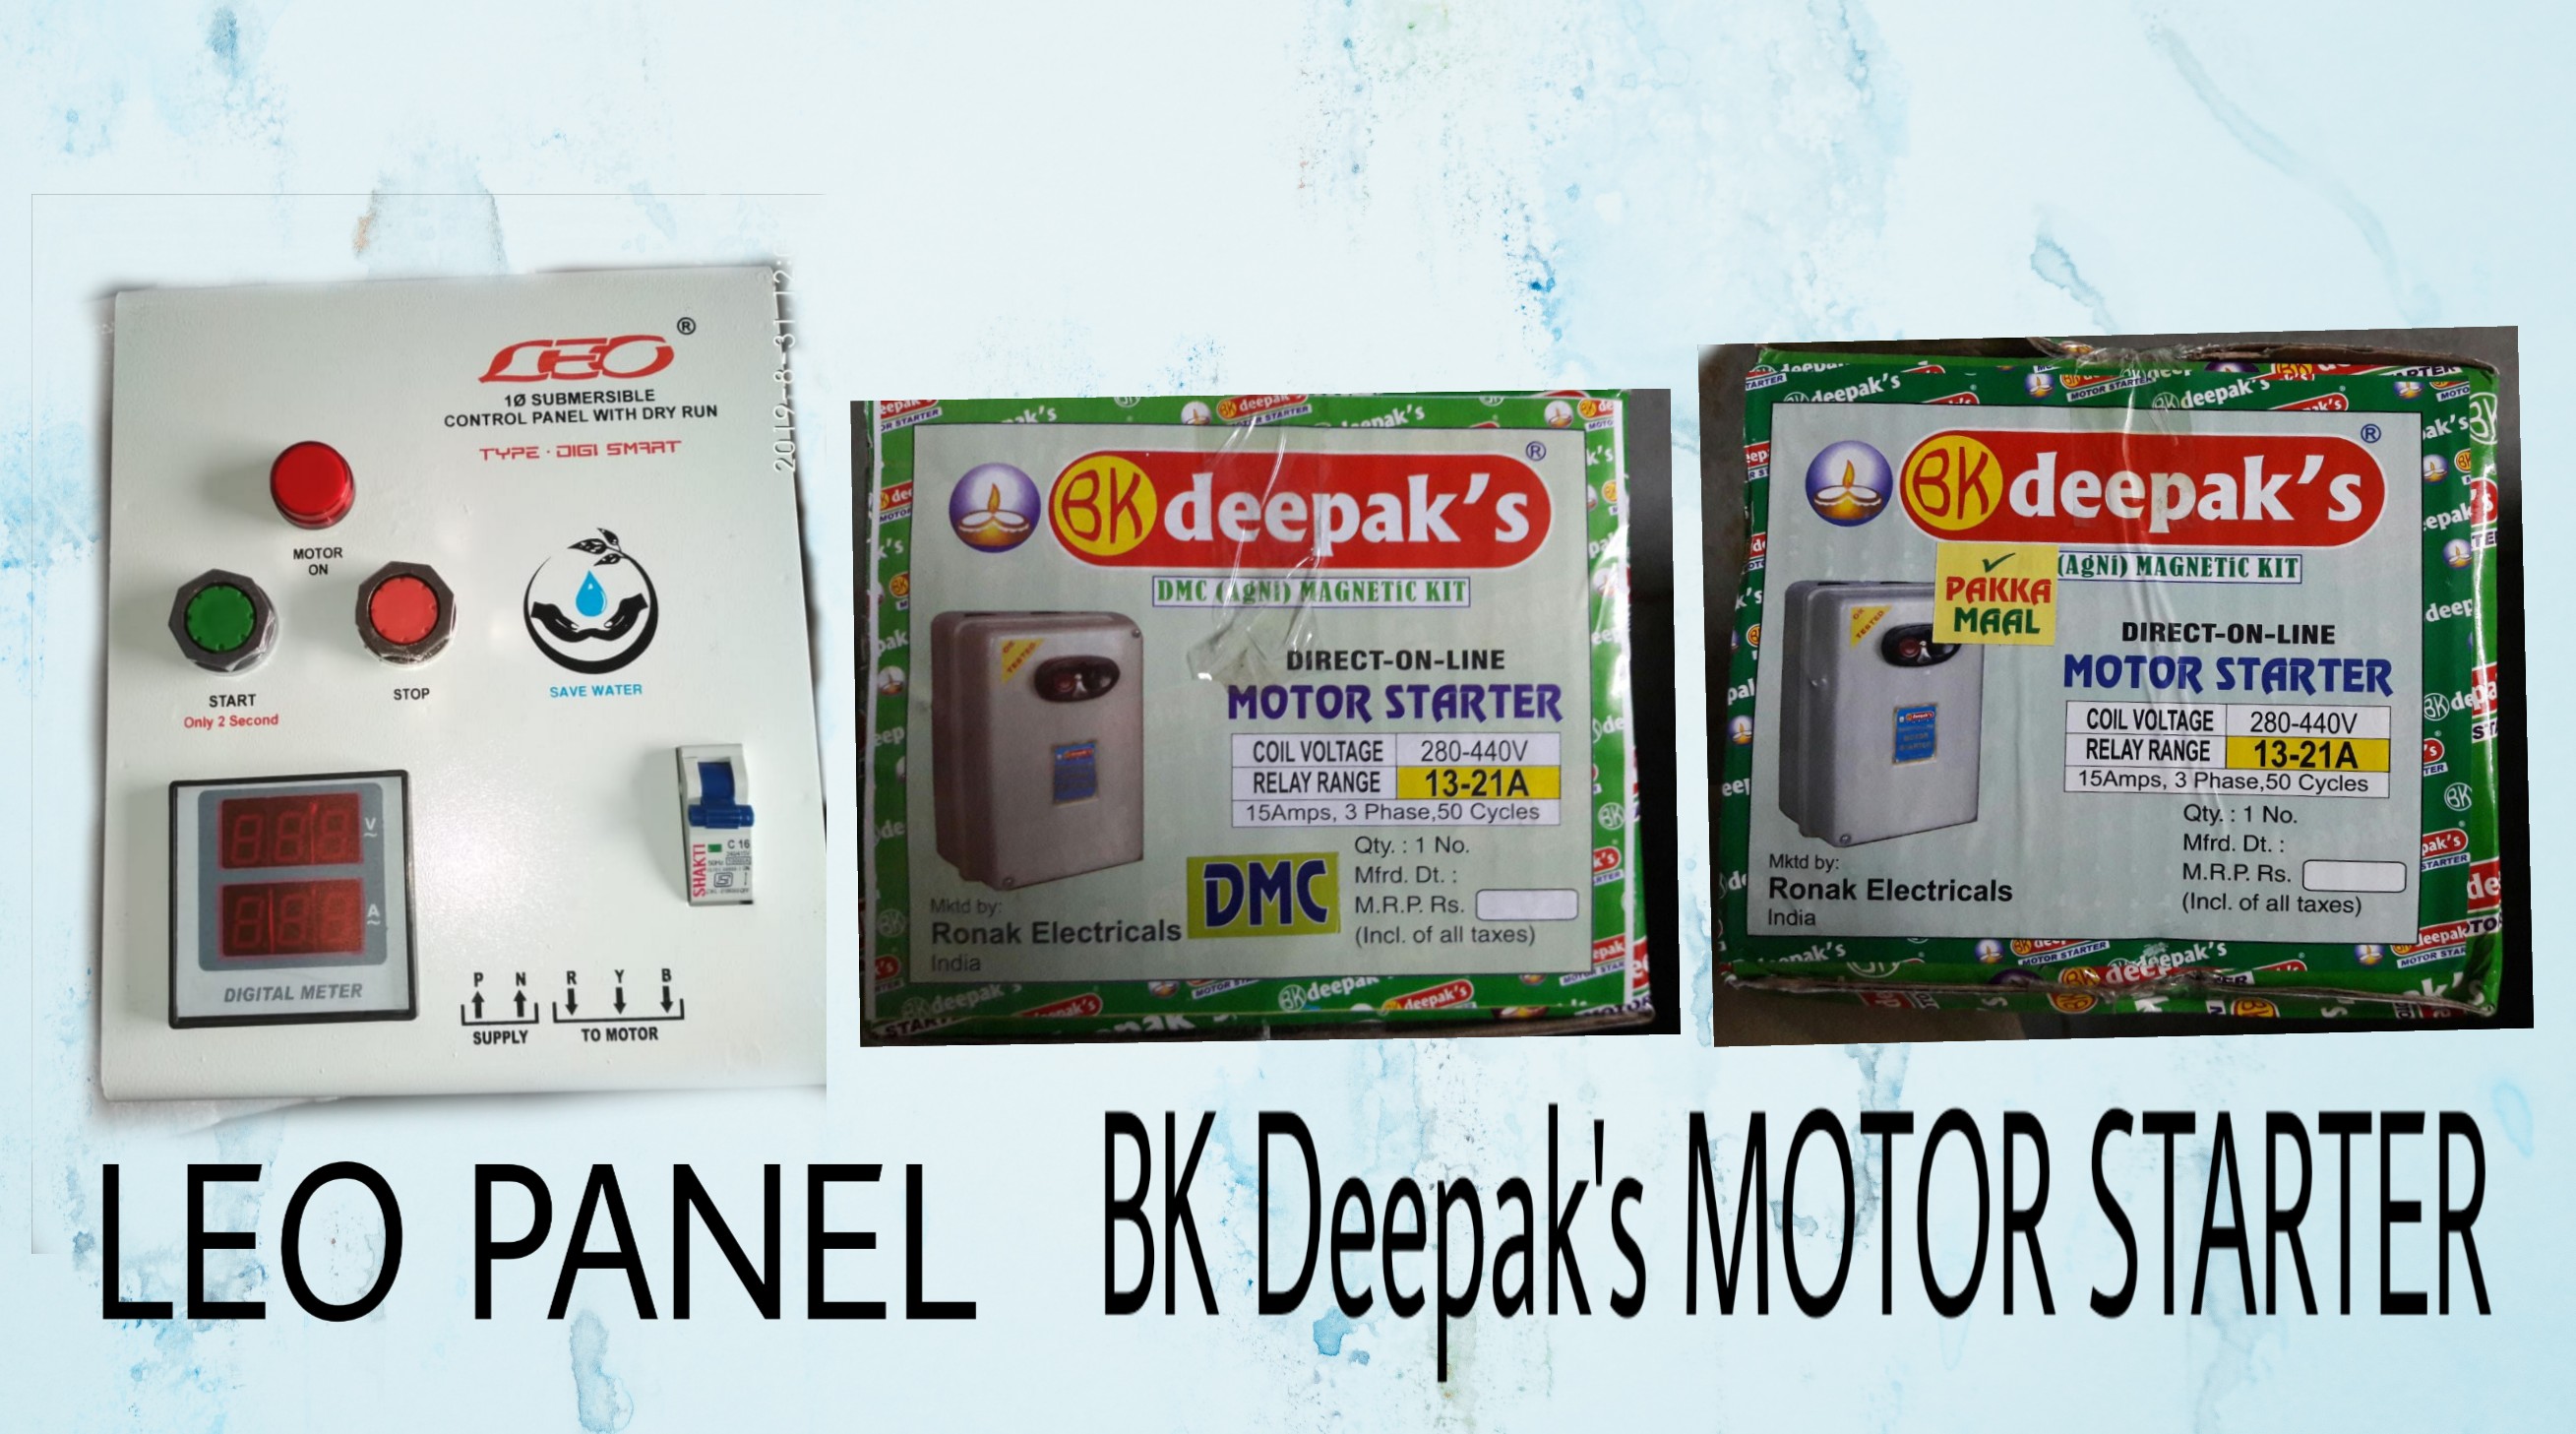 LEO ®
1Ø SUBMERSIBLE
CONTROL PANEL WITH DRY RUN
TYPE · DIGI SMART
2019-8-31 12:
MOTOR
ON
START
Only 2 Second
STOP
SAVE WATER
V
A
DIGITAL METER
SHAKTI
C 16
P N R Y B
SUPPLY TO MOTOR
BK deepak's ®
DMC (AgNi) MAGNETIC KIT
OK TESTED
DIRECT-ON-LINE
MOTOR STARTER
COIL VOLTAGE 280-440V
RELAY RANGE 13-21A
15Amps, 3 Phase,50 Cycles
Qty. : 1 No.
Mfrd. Dt. :
M.R.P. Rs.
(Incl. of all taxes)
DMC
Mktd by:
Ronak Electricals
India
BK deepak's ®
(AgNi) MAGNETIC KIT
PAKKA
MAAL
DIRECT-ON-LINE
MOTOR STARTER
COIL VOLTAGE 280-440V
RELAY RANGE 13-21A
15Amps, 3 Phase,50 Cycles
Qty. : 1 No.
Mfrd. Dt. :
M.R.P. Rs.
(Incl. of all taxes)
Mktd by:
Ronak Electricals
India
LEO PANEL
BK Deepak's MOTOR STARTER